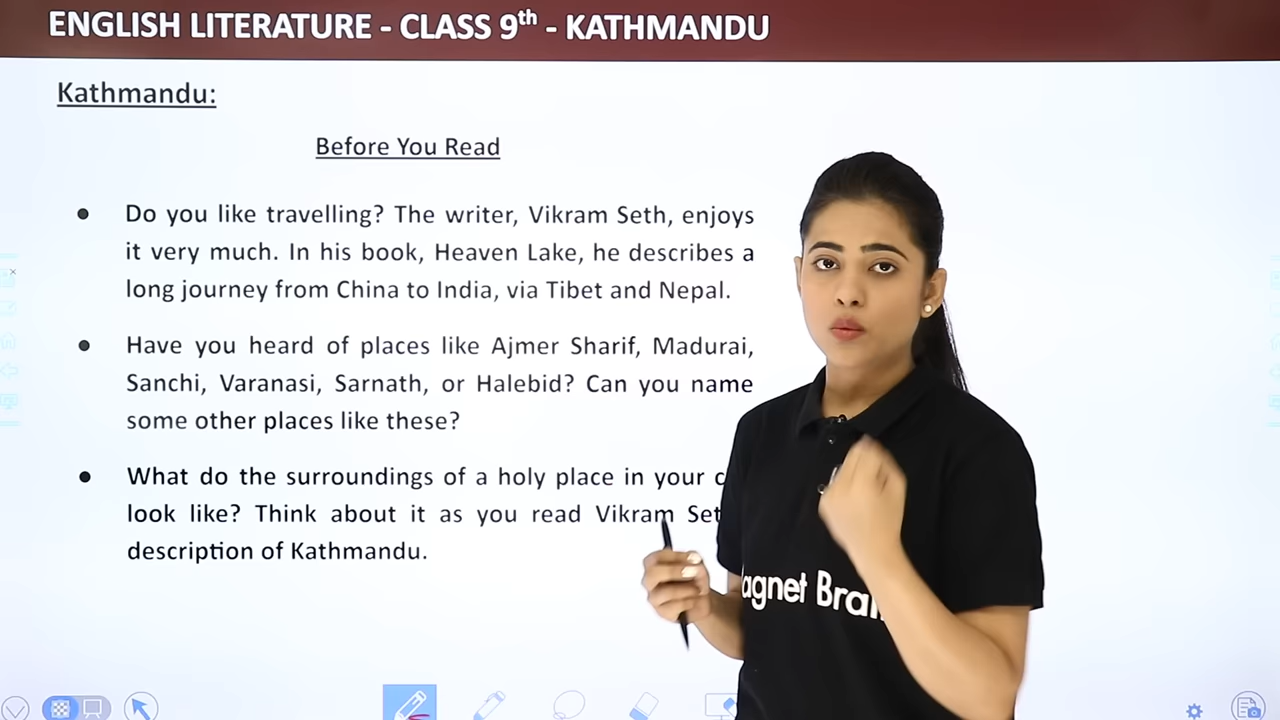 ENGLISH LITERATURE - CLASS 9th - KATHMANDU
Kathmandu:
Before You Read
• Do you like travelling? The writer, Vikram Seth, enjoys
it very much. In his book, Heaven Lake, he describes a
long journey from China to India, via Tibet and Nepal.
• Have you heard of places like Ajmer Sharif, Madurai,
Sanchi, Varanasi, Sarnath, or Halebid? Can you name
some other places like these?
• What do the surroundings of a holy place in your
look like? Think about it as you read Vikram
description of Kathmandu.
agnet Brai